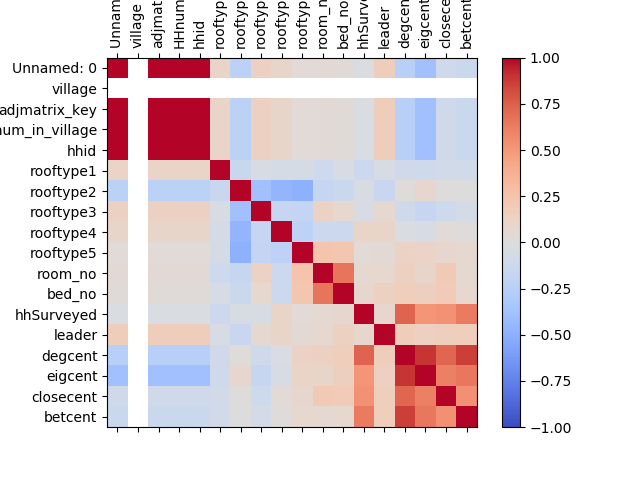 Unnam
village
adjmat
HHnum
hhid
rooftyp
rooftyp
rooftyp
rooftyp
rooftyp
room_n
bed_no
hhSurve
leader
degcent
eigcent
closece
betcent
Unnamed: 0
village
adjmatrix_key
num_in_village
hhid
rooftype1
rooftype2
rooftype3
rooftype4
rooftype5
room_no
bed_no
hhSurveyed
leader
degcent
eigcent
closecent
betcent
1.00
0.75
0.50
0.25
0.00
−0.25
−0.50
−0.75
−1.00